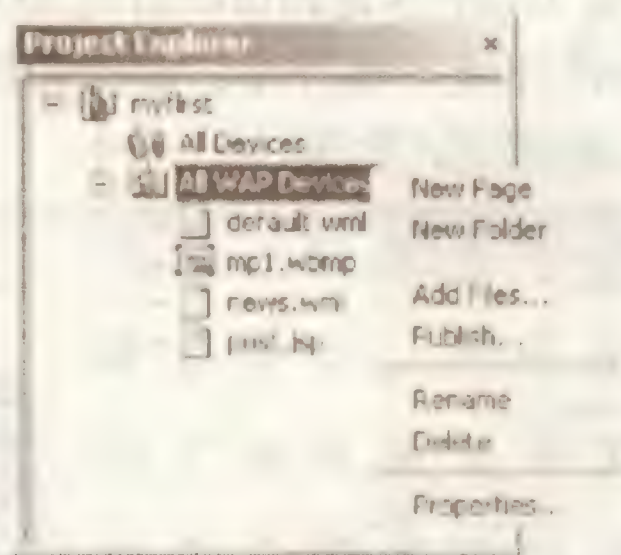 Project Explorer
myfirst
All Devices
All WAP Devices
default.wml
mp1.wbmp
news.wml
New Page
New Folder
Add Files...
Publish...
Rename
Delete
Properties...